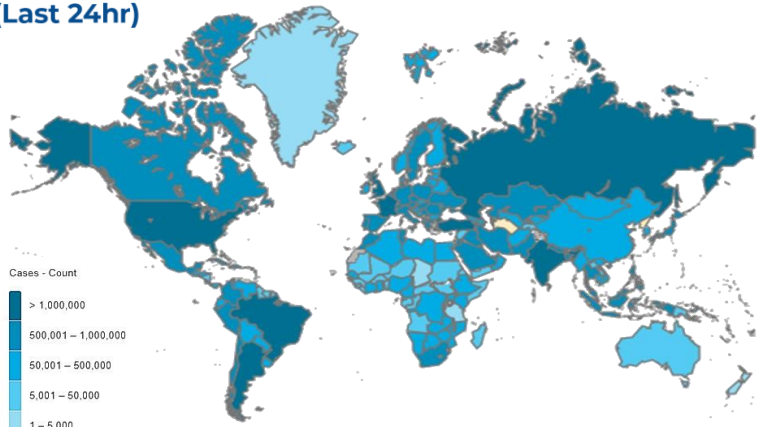 (Last 24hr)
Cases - Count
> 1,000,000
500,001 – 1,000,000
50,001 – 500,000
5,001 – 50,000
1 – 5,000